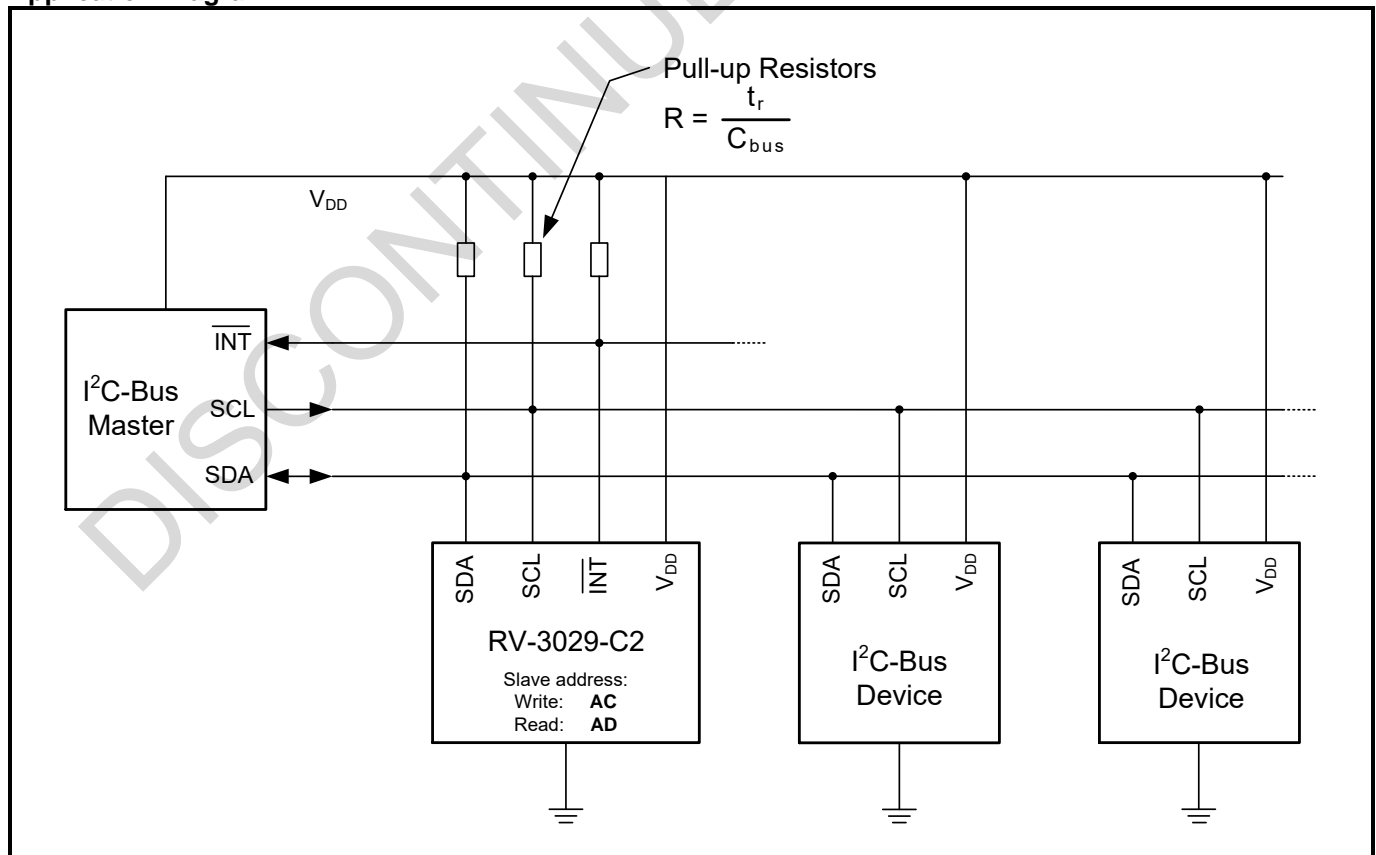 Pull-up Resistors
R = t_r / C_bus
V_DD
I²C-Bus
Master
INT
SCL
SDA
SDA
SCL
INT
V_DD
RV-3029-C2
Slave address:
Write: AC
Read: AD
SDA
SCL
V_DD
I²C-Bus
Device
SDA
SCL
V_DD
I²C-Bus
Device